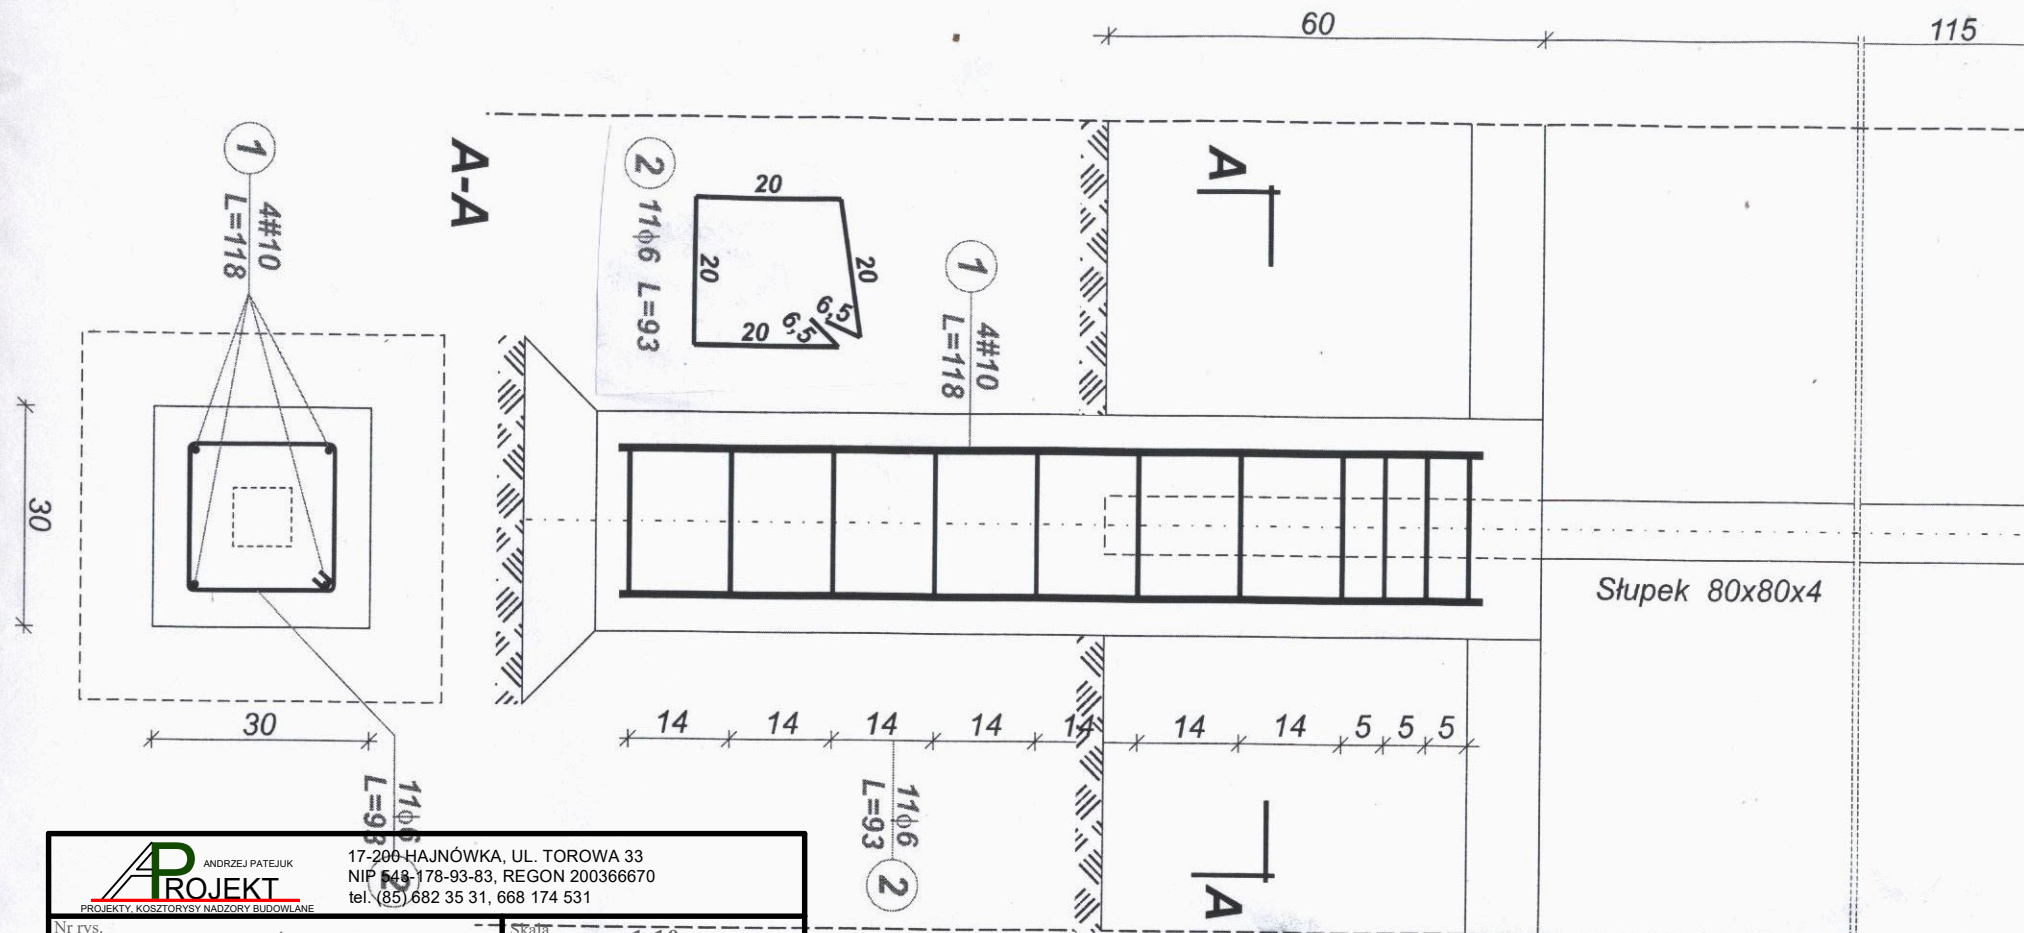 60
115
1
4#10
L=118
A-A
2
11ϕ6 L=93
20
20
20
20
6,5
6,5
1
4#10
L=118
A
30
30
Słupek 80x80x4
14
14
14
14
14
14
14
5
5
5
11ϕ6
L=93
2
11ϕ6
L=93
2
A
ANDRZEJ PATEJUK
APROJEKT
PROJEKTY, KOSZTORYSY NADZORY BUDOWLANE
17-200 HAJNÓWKA, UL. TOROWA 33
NIP 543-178-93-83, REGON 200366670
tel. (85) 682 35 31, 668 174 531
Nr rys.
Skala